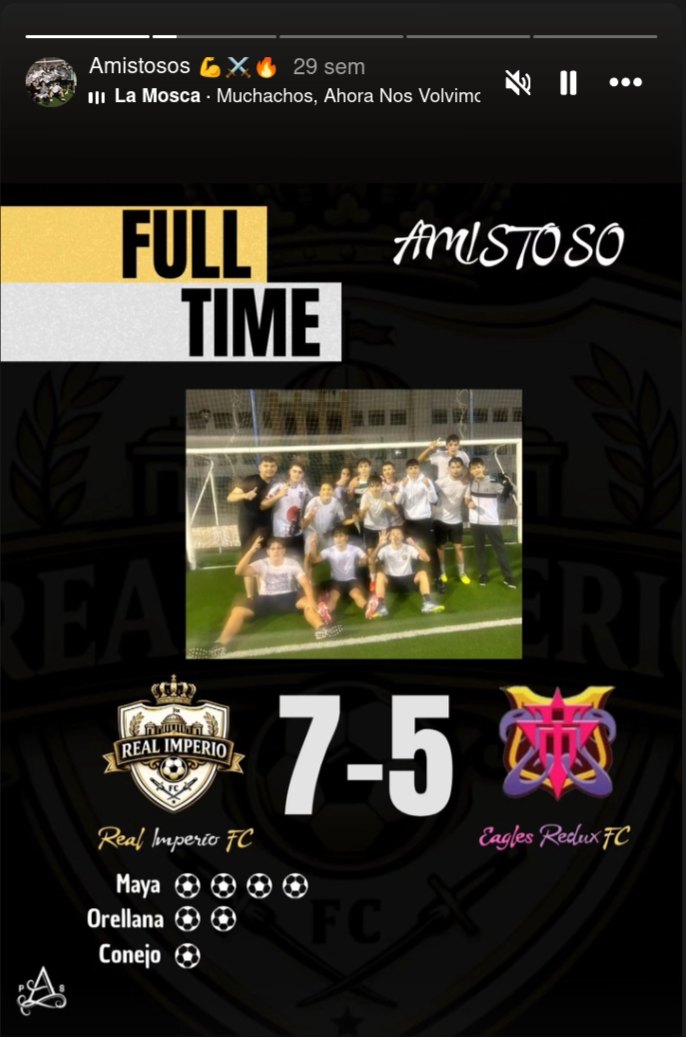 Amistosos 💪⚔️🔥 29 sem
La Mosca · Muchachos, Ahora Nos Volvimo
FULL
TIME
AMISTOSO
REAL IMPERIO
FC
7-5
Real Imperio FC
Eagles Redux FC
Maya
Orellana
Conejo
FC
P A S